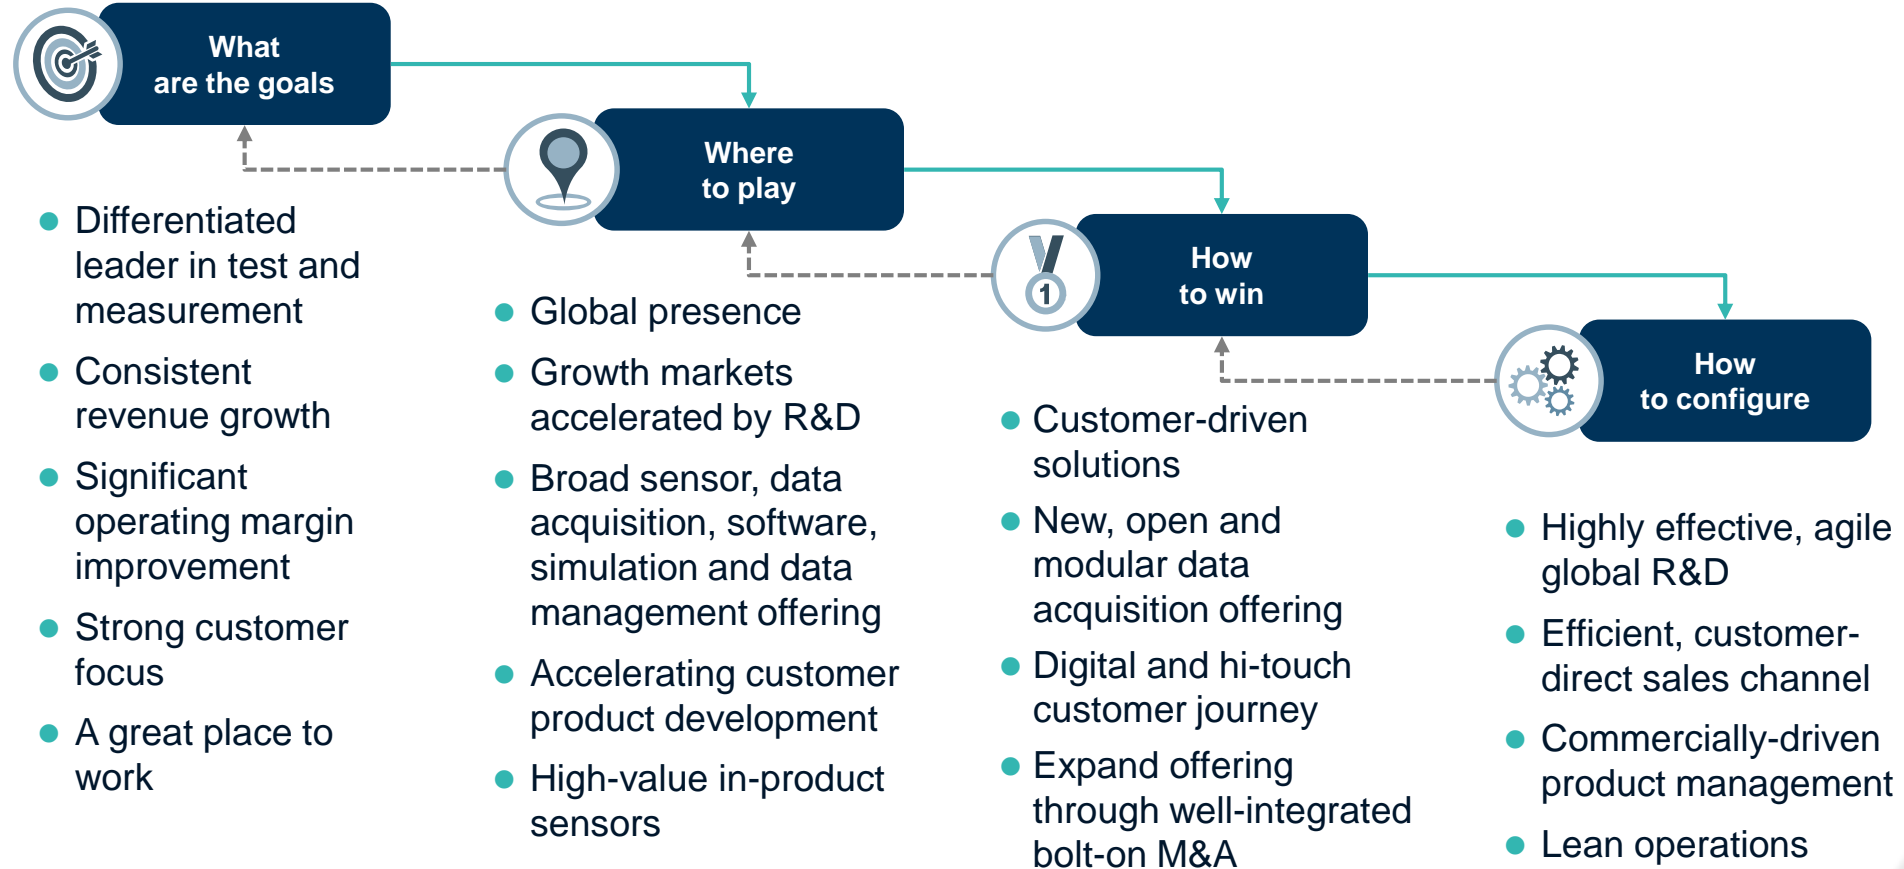 What
are the goals
Differentiated
leader in test and
measurement
Consistent
revenue growth
Significant
operating margin
improvement
Strong customer
focus
A great place to
work
Where
to play
Global presence
Growth markets
accelerated by R&D
Broad sensor, data
acquisition, software,
simulation and data
management offering
Accelerating customer
product development
High-value in-product
sensors
1
How
to win
Customer-driven
solutions
New, open and
modular data
acquisition offering
Digital and hi-touch
customer journey
Expand offering
through well-integrated
bolt-on M&A
How
to configure
Highly effective, agile
global R&D
Efficient, customer-
direct sales channel
Commercially-driven
product management
Lean operations